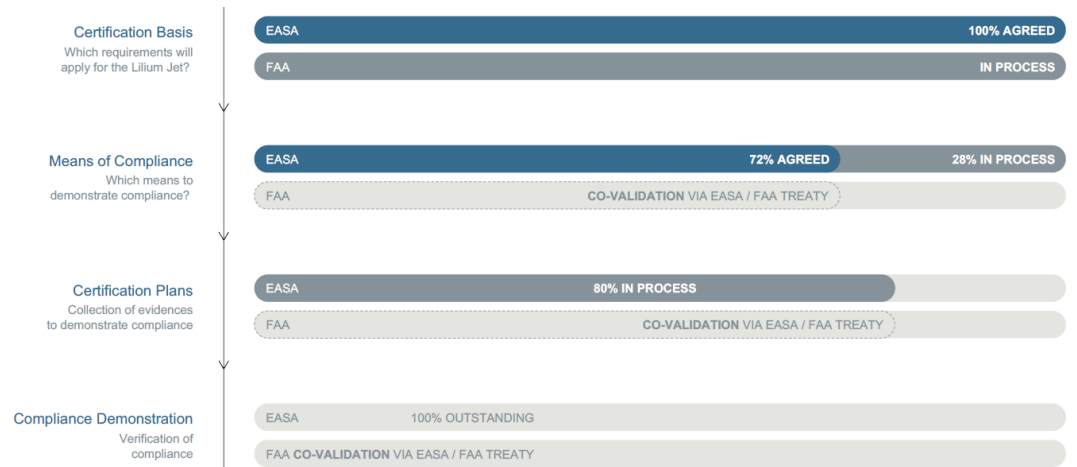 Certification Basis
Which requirements will
apply for the Lilium Jet?
EASA 100% AGREED
FAA IN PROCESS
Means of Compliance
Which means to
demonstrate compliance?
EASA 72% AGREED 28% IN PROCESS
FAA CO-VALIDATION VIA EASA / FAA TREATY
Certification Plans
Collection of evidences
to demonstrate compliance
EASA 80% IN PROCESS
FAA CO-VALIDATION VIA EASA / FAA TREATY
Compliance Demonstration
Verification of
compliance
EASA 100% OUTSTANDING
FAA CO-VALIDATION VIA EASA / FAA TREATY